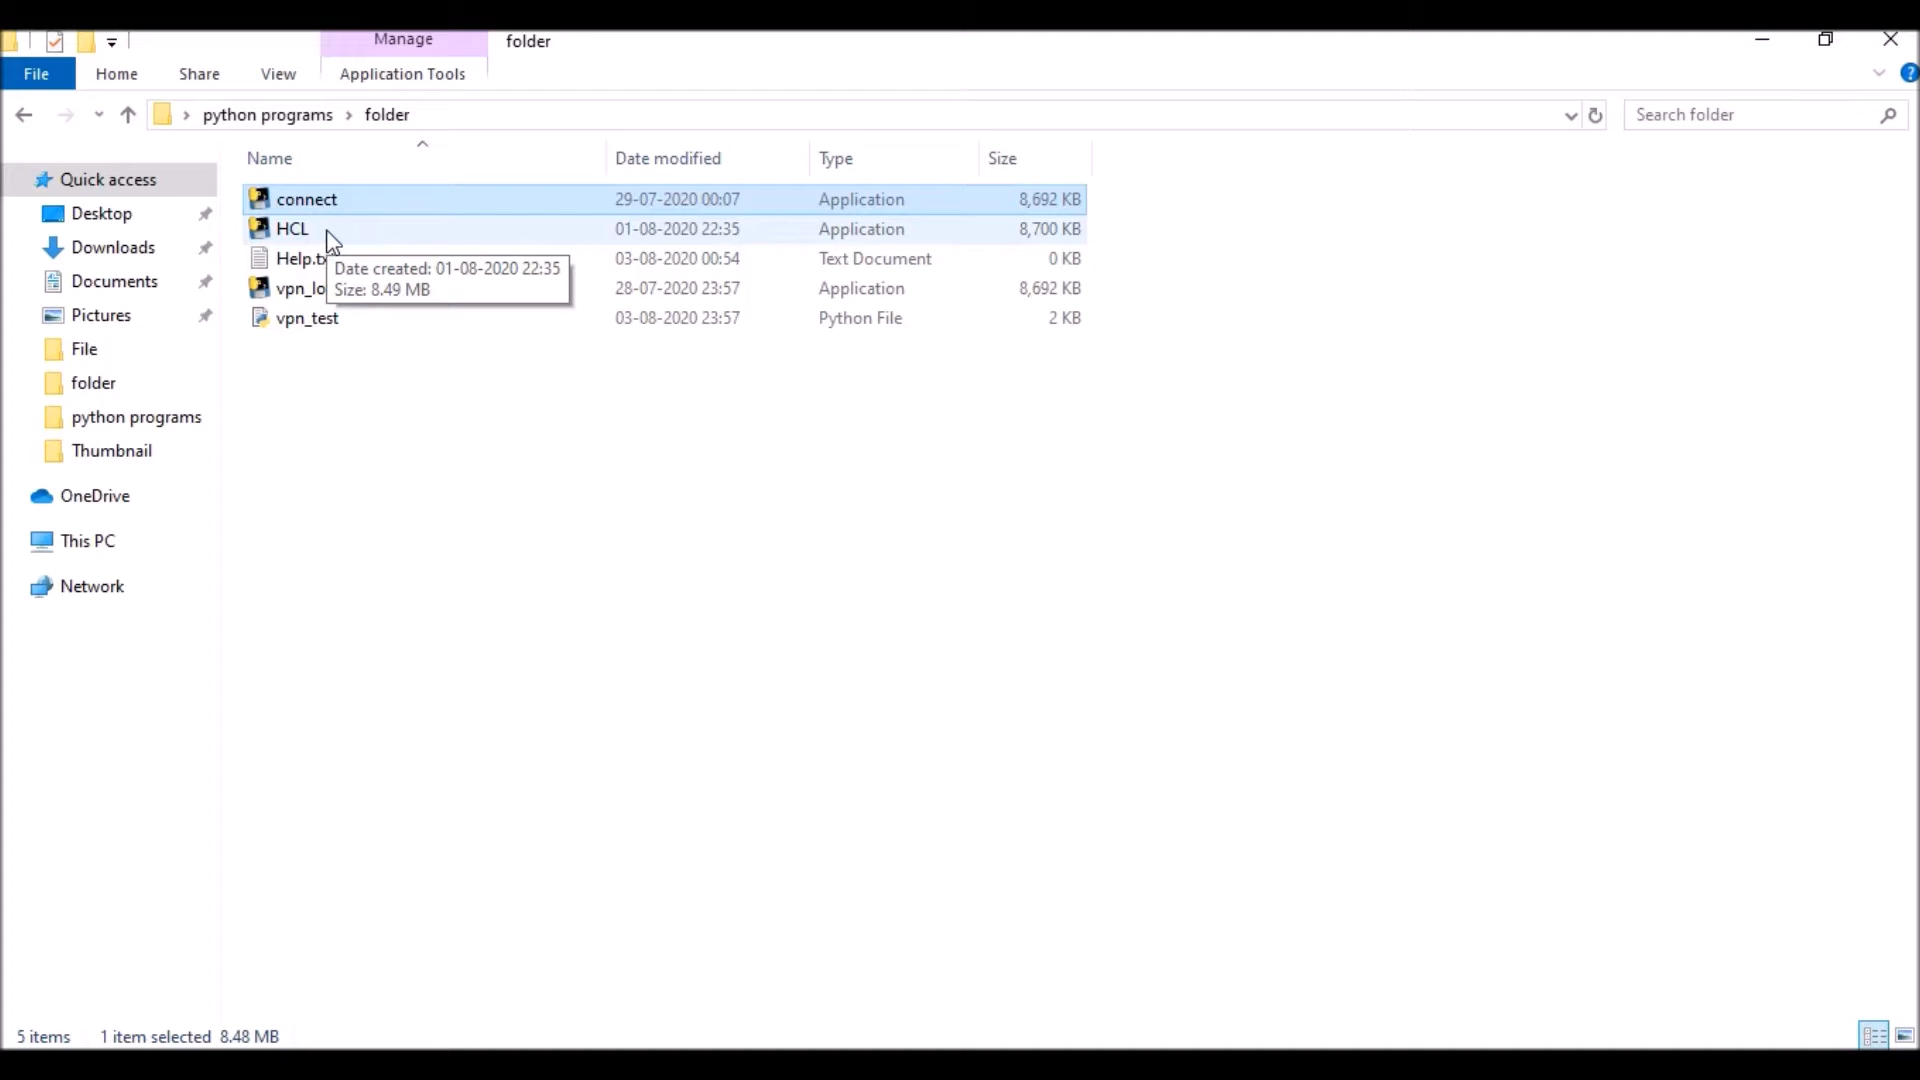 Manage
folder
File
Home
Share
View
Application Tools
python programs
folder
Search folder
Name
Date modified
Type
Size
Quick access
Desktop
Downloads
Documents
Pictures
File
folder
python programs
Thumbnail
OneDrive
This PC
Network
connect 29-07-2020 00:07 Application 8,692 KB
HCL 01-08-2020 22:35 Application 8,700 KB
Help.t 03-08-2020 00:54 Text Document 0 KB
vpn_lo 28-07-2020 23:57 Application 8,692 KB
vpn_test 03-08-2020 23:57 Python File 2 KB
Date created: 01-08-2020 22:35
Size: 8.49 MB
5 items 1 item selected 8.48 MB
?